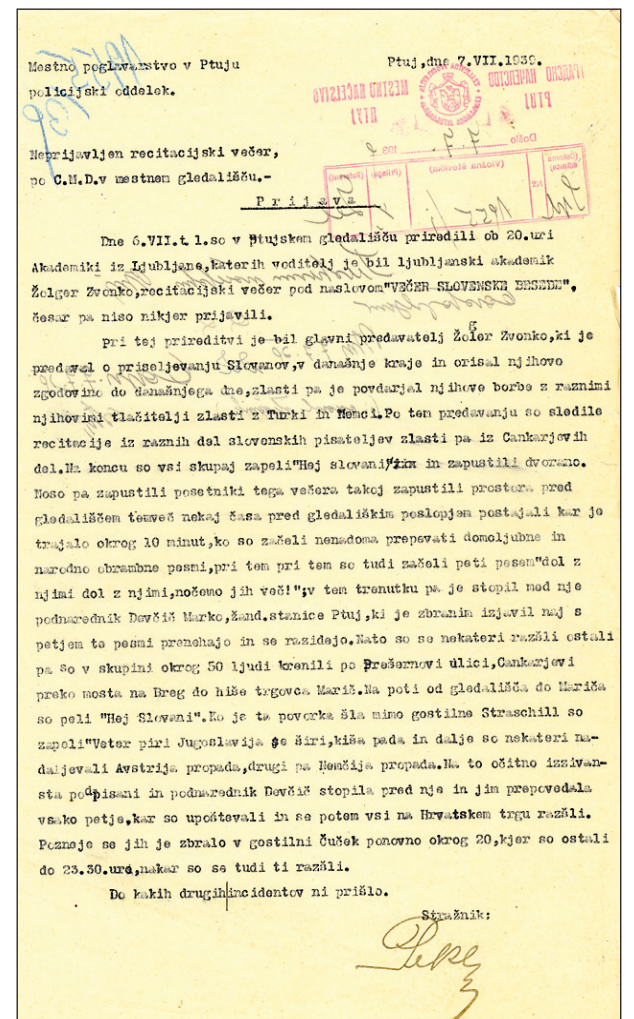 Mestno poglavarstvo v Ptuju
Ptuj, dne 7.VII.1939.
policijski oddelek.
ГРАДСКО НАЧЕЛСТВО
ПТУЈ
MESTNO NAČELSTVO
PTUJ
Došlo
193
Neprijavljen recitacijski večer,
po C.M.D.v mestnem gledališču.-
P r i j a v a
Dne 6.VII.t l.so v Ptujskem gledališču priredili ob 20.uri
Akademiki iz Ljubljane,katerih voditelj je bil ljubljanski akademik
Žolger Zvonko,recitacijski večer pod naslovom"VEČER SLOVENSKE BESEDE",
česar pa niso nikjer prijavili.
Pri tej prireditvi je bil glavni predavatelj Žolger Zvonko,ki je
predaval o priseljevanju Slovanov,v današnje kraje in orisal njihovo
zgodovino do današnjega dne,zlasti pa je povdarjal njihove borbe z raznimi
njihovimi tlačitelji zlasti z Turki in Nemci.Po tem predavanju so sledile
recitacije iz raznih del slovenskih pisateljev zlasti pa iz Cankarjevih
del.Na koncu so vsi skupaj zapeli"Hej slovani" in zapustili dvorano.
Noso pa zapustili posetniki tega večera takoj zapustili prostora pred
gledališčem temveč nekaj časa pred gledališkim poslopjem postajali kar je
trajalo okrog 10 minut,ko so začeli nenadoma prepevati domoljubne in
narodno obrambne pesmi,pri tem pri tem so tudi začeli peti pesem"dol z
njimi dol z njimi,nočemo jih več!";v tem trenutku pa je stopil med nje
podnarednik Devčič Marko,žand.stanice Ptuj,ki je zbranim izjavil naj s
petjem te pesmi prenehajo in se razidejo.Nato so se nekateri razšli ostali
pa so v skupini okrog 50 ljudi krenili po Prešernovi ulici,Cankarjevi
preko mosta na Breg do hiše trgovca Marič.Na poti od gledališča do Mariča
so peli "Hej Slovani".Ko je ta povorka šla mimo gostilne Straschill so
zapeli"Veter piri Jugoslavija se širi,kiša pada in dalje so nekateri na-
daljevali Avstrija propada,drugi pa Nemčija propada.Na to očitno izzivan-
sta podpisani in podnarednik Devčič stopila pred nje in jim prepovedala
vsako petje,kar so upoštevali in se potem vsi na Hrvatskem trgu razšli.
Pozneje se jih je zbralo v gostilni Čuček ponovno okrog 20,kjer so ostali
do 23.30.ure,nakar so se tudi ti razšli.
Do kakih drugih incidentov ni prišlo.
Stražnik: